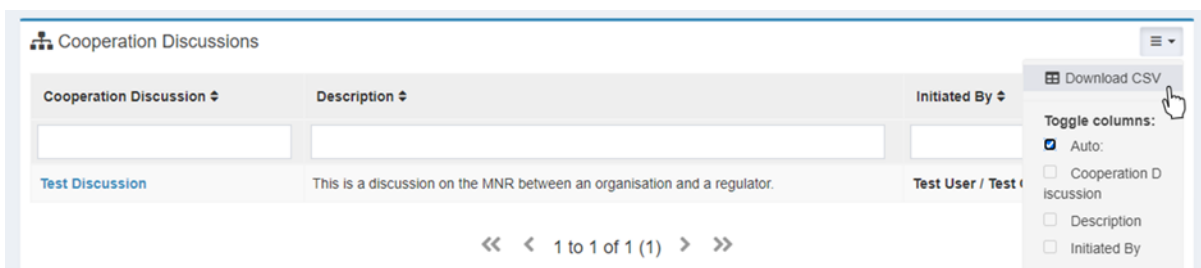 Cooperation Discussions
Download CSV
Cooperation Discussion Description Initiated By
Toggle columns:
Auto:
Cooperation D
iscussion
Test Discussion This is a discussion on the MNR between an organisation and a regulator. Test User / Test
Description
1 to 1 of 1 (1)
Initiated By